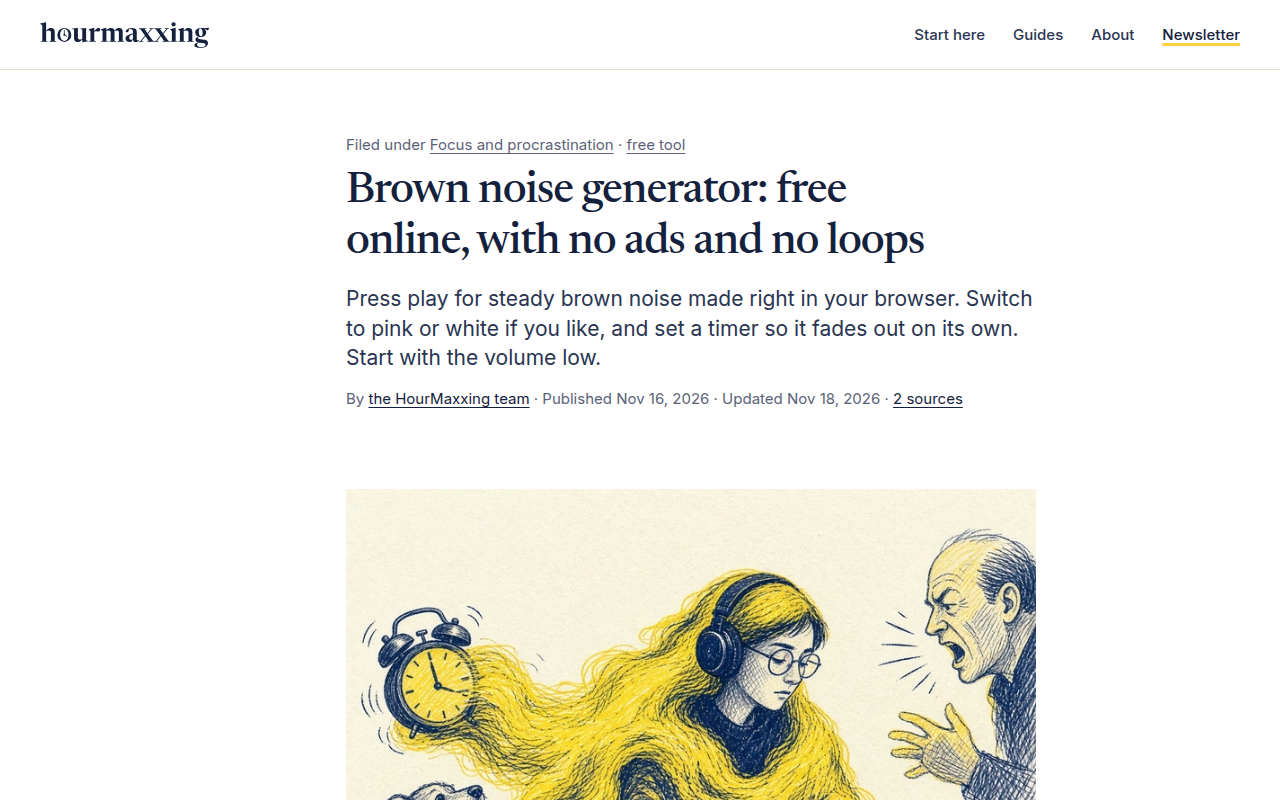 hourmaxxing
Start here
Guides
About
Newsletter
Filed under Focus and procrastination · free tool
Brown noise generator: free
online, with no ads and no loops
Press play for steady brown noise made right in your browser. Switch
to pink or white if you like, and set a timer so it fades out on its own.
Start with the volume low.
By the HourMaxxing team · Published Nov 16, 2026 · Updated Nov 18, 2026 · 2 sources